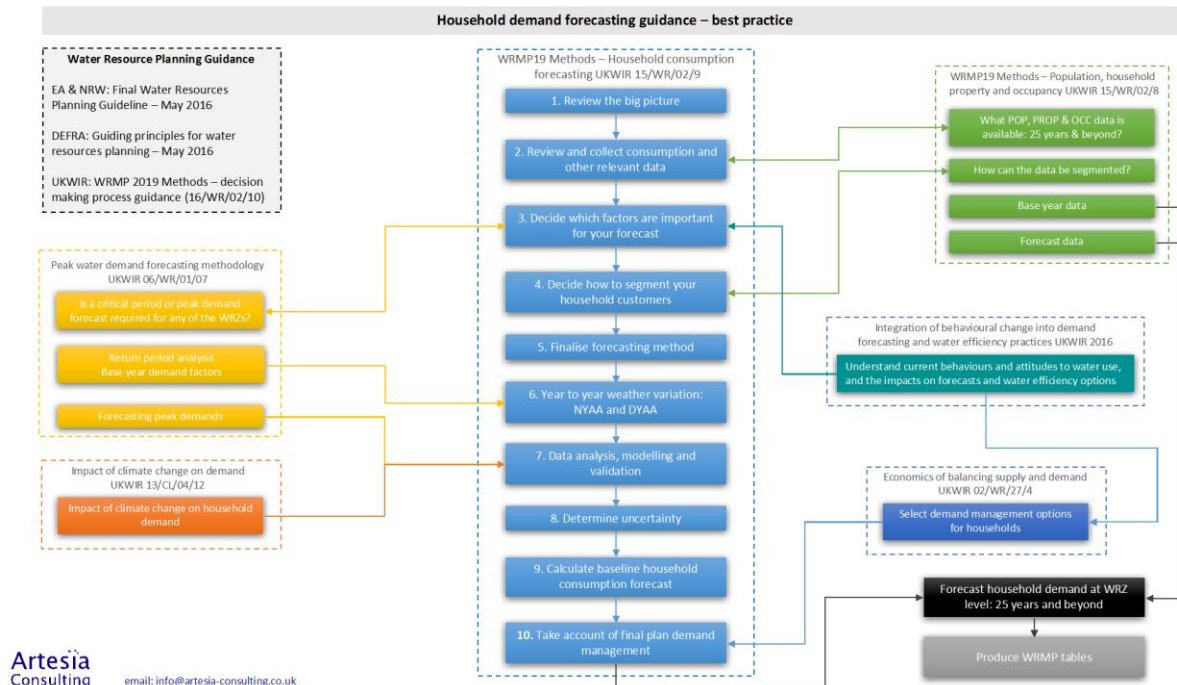 Household demand forecasting guidance – best practice
Water Resource Planning Guidance
EA & NRW: Final Water Resources
Planning Guideline – May 2016
DEFRA: Guiding principles for water
resources planning – May 2016
UKWIR: WRMP 2019 Methods – decision
making process guidance (16/WR/02/10)
Peak water demand forecasting methodology
UKWIR 06/WR/01/07
Is a critical period or peak demand
forecast required for any of the WRZs?
Return period analysis
Base year demand factors
Forecasting peak demands
Impact of climate change on demand
UKWIR 13/CL/04/12
Impact of climate change on household
demand
WRMP19 Methods – Household consumption
forecasting UKWIR 15/WR/02/9
1. Review the big picture
2. Review and collect consumption and
other relevant data
3. Decide which factors are important
for your forecast
4. Decide how to segment your
household customers
5. Finalise forecasting method
6. Year to year weather variation:
NYAA and DYAA
7. Data analysis, modelling and
validation
8. Determine uncertainty
9. Calculate baseline household
consumption forecast
10. Take account of final plan demand
management
WRMP19 Methods – Population, household
property and occupancy UKWIR 15/WR/02/8
What POP, PROP & OCC data is
available: 25 years & beyond?
How can the data be segmented?
Base year data
Forecast data
Integration of behavioural change into demand
forecasting and water efficiency practices UKWIR 2016
Understand current behaviours and attitudes to water use,
and the impacts on forecasts and water efficiency options
Economics of balancing supply and demand
UKWIR 02/WR/27/4
Select demand management options
for households
Forecast household demand at WRZ
level: 25 years and beyond
Produce WRMP tables
Artesia
Consulting
email: info@artesia-consulting.co.uk